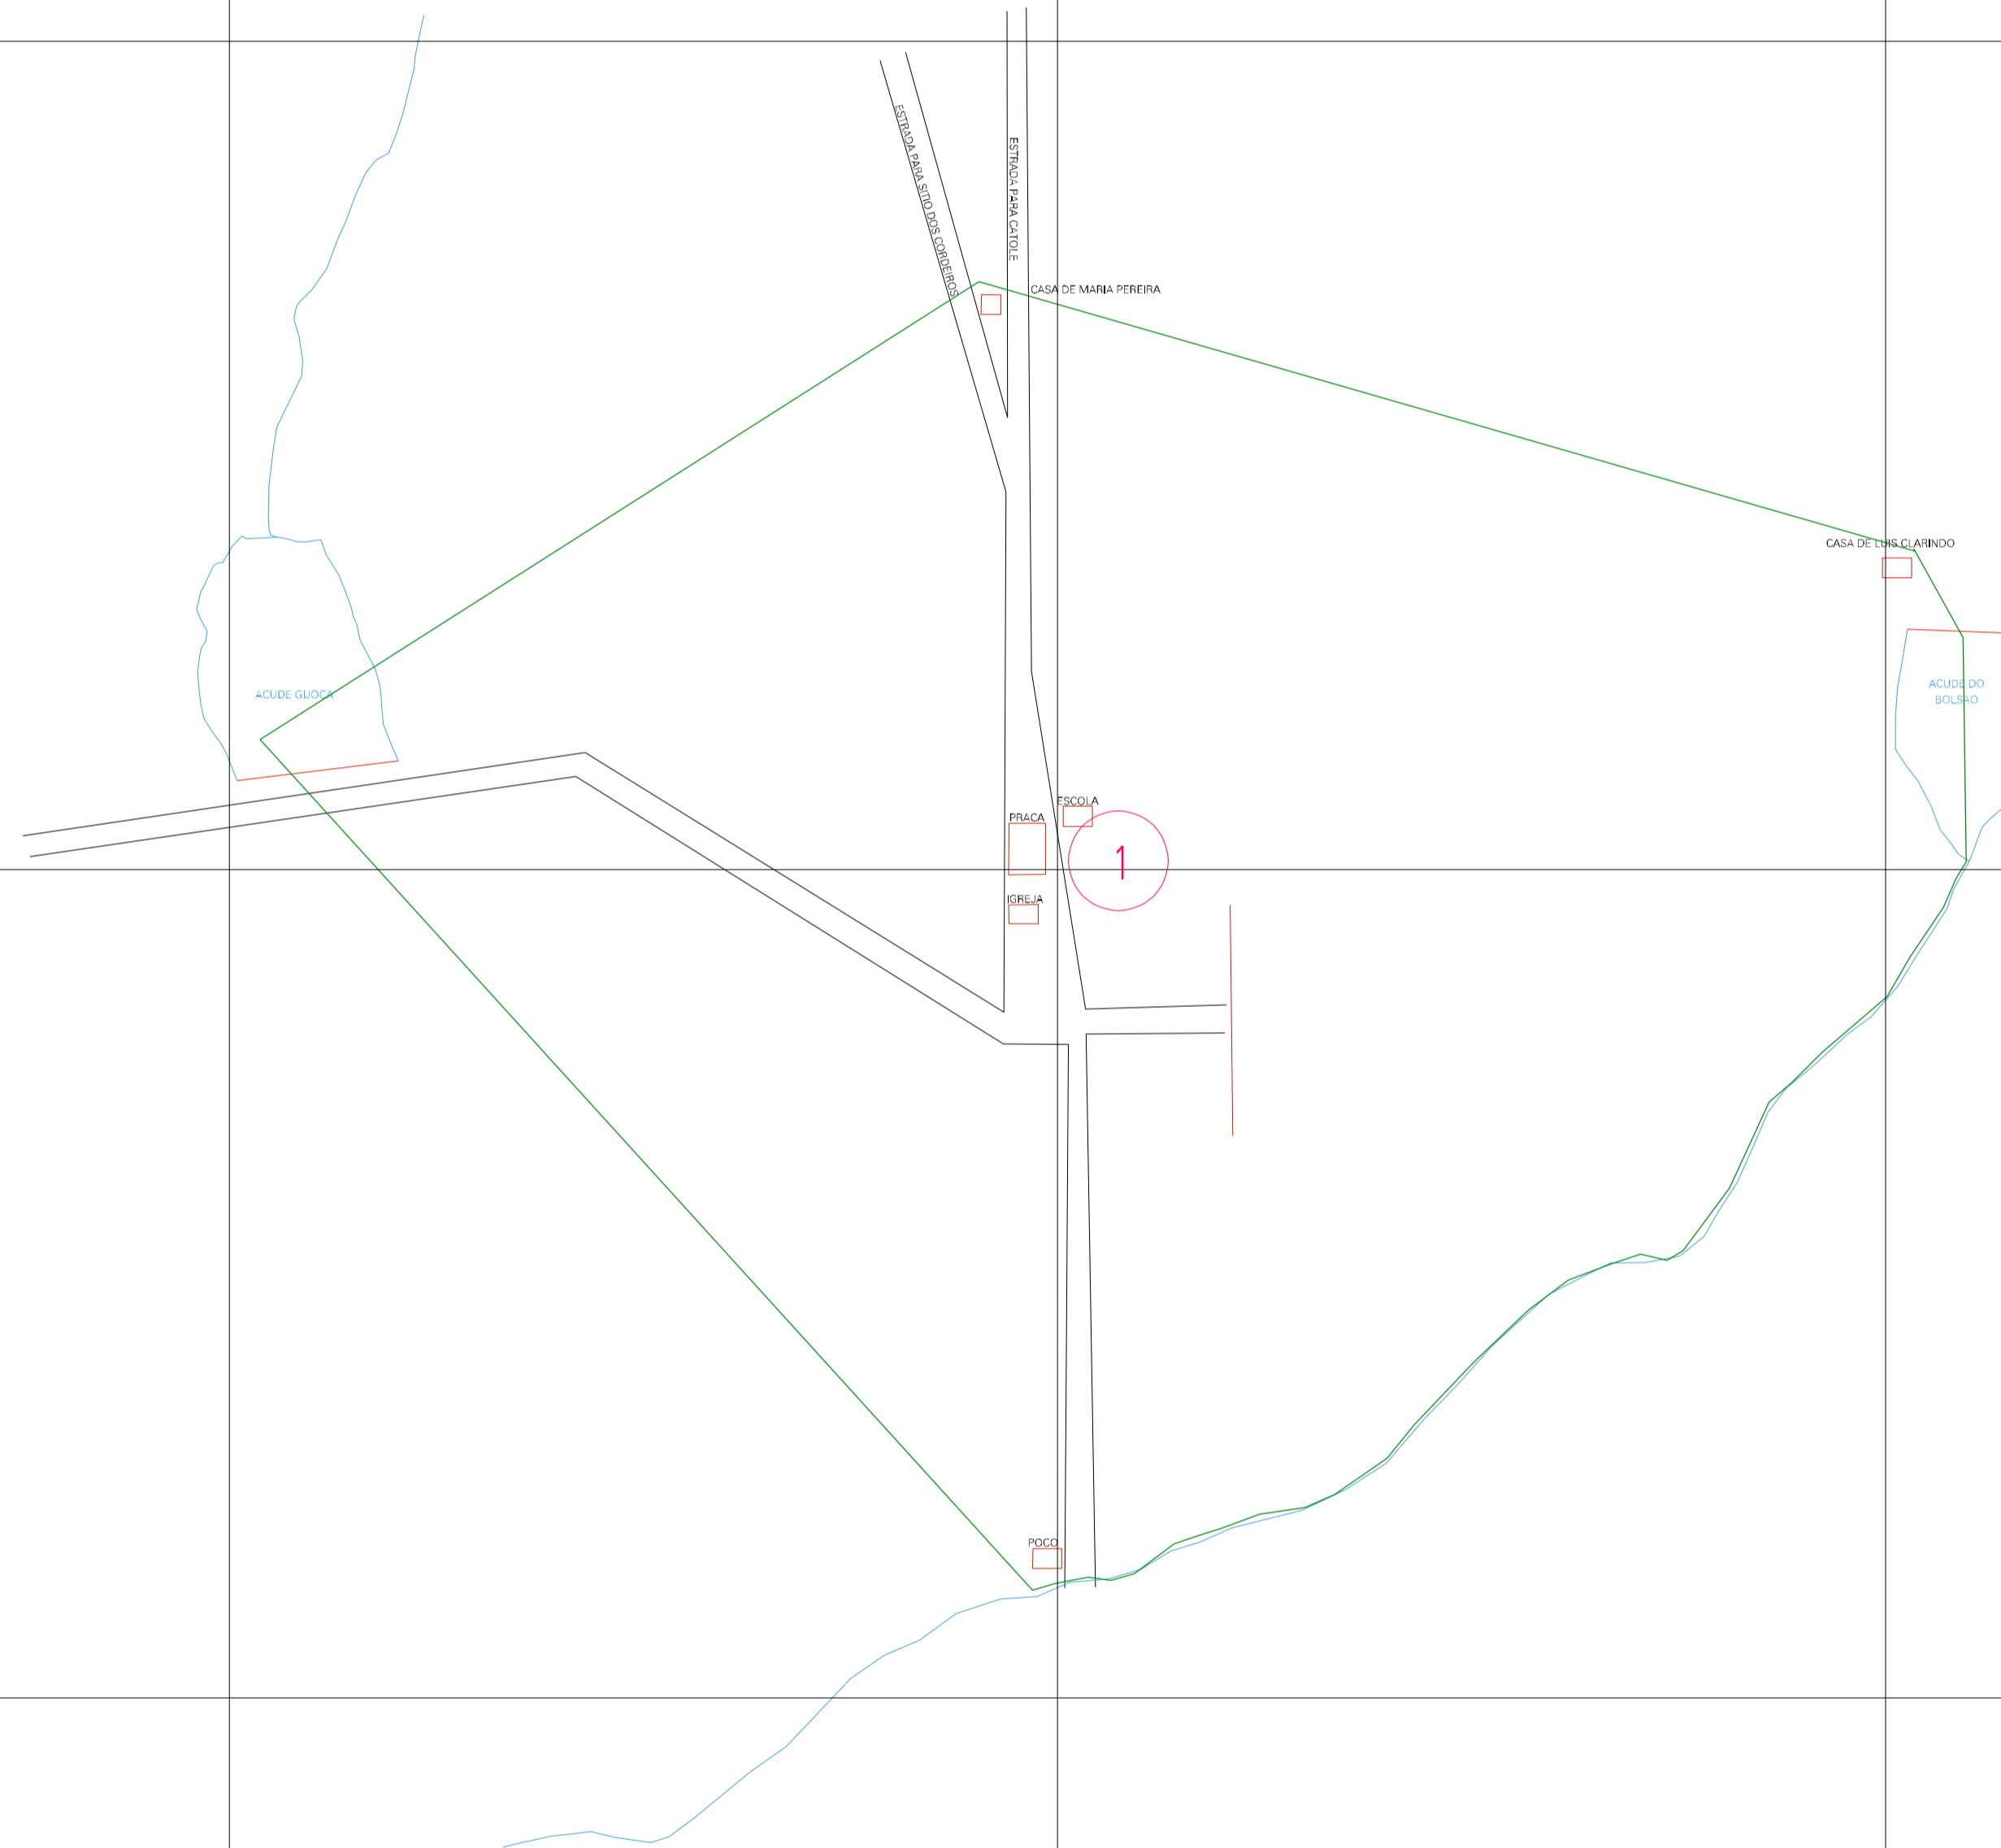 ESTRADA PARA SITIO DOS CORDEIROS
ESTRADA PARA CATOLE
CASA DE MARIA PEREIRA
CASA DE LUIS CLARINDO
ACUDE GLIOCA
ACUDE DO
BOLSAO
ESCOLA
PRACA
1
IGREJA
POCO